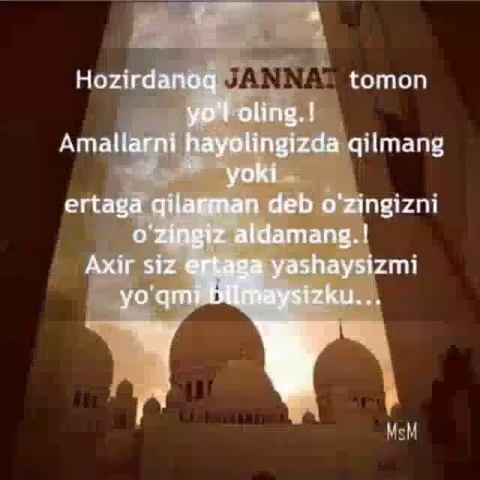 Hozirdanoq JANNAT tomon
yo'l oling.!
Amallarni hayolingizda qilmang
yoki
ertaga qilarman deb o'zingizni
o'zingiz aldamang.!
Axir siz ertaga yashaysizmi
yo'qmi bilmaysizku...
MsM